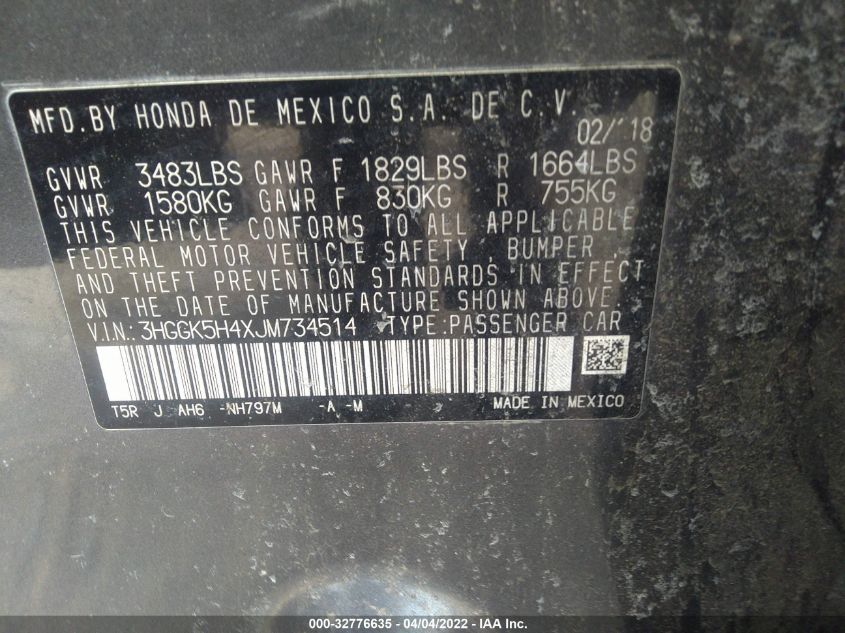 MFD.BY HONDA DE MEXICO S.A. DE C.V.
02/'18
GVWR 3483LBS GAWR F 1829LBS R 1664LBS
GVWR 1580KG GAWR F 830KG R 755KG
THIS VEHICLE CONFORMS TO ALL APPLICABLE
FEDERAL MOTOR VEHICLE SAFETY, BUMPER,
AND THEFT PREVENTION STANDARDS IN EFFECT
ON THE DATE OF MANUFACTURE SHOWN ABOVE.
V.I.N.: 3HGGK5H4XJM734514 TYPE:PASSENGER CAR
T5R J AH6 -NH797M -A -M MADE IN MEXICO
000-32776635 - 04/04/2022 - IAA Inc.